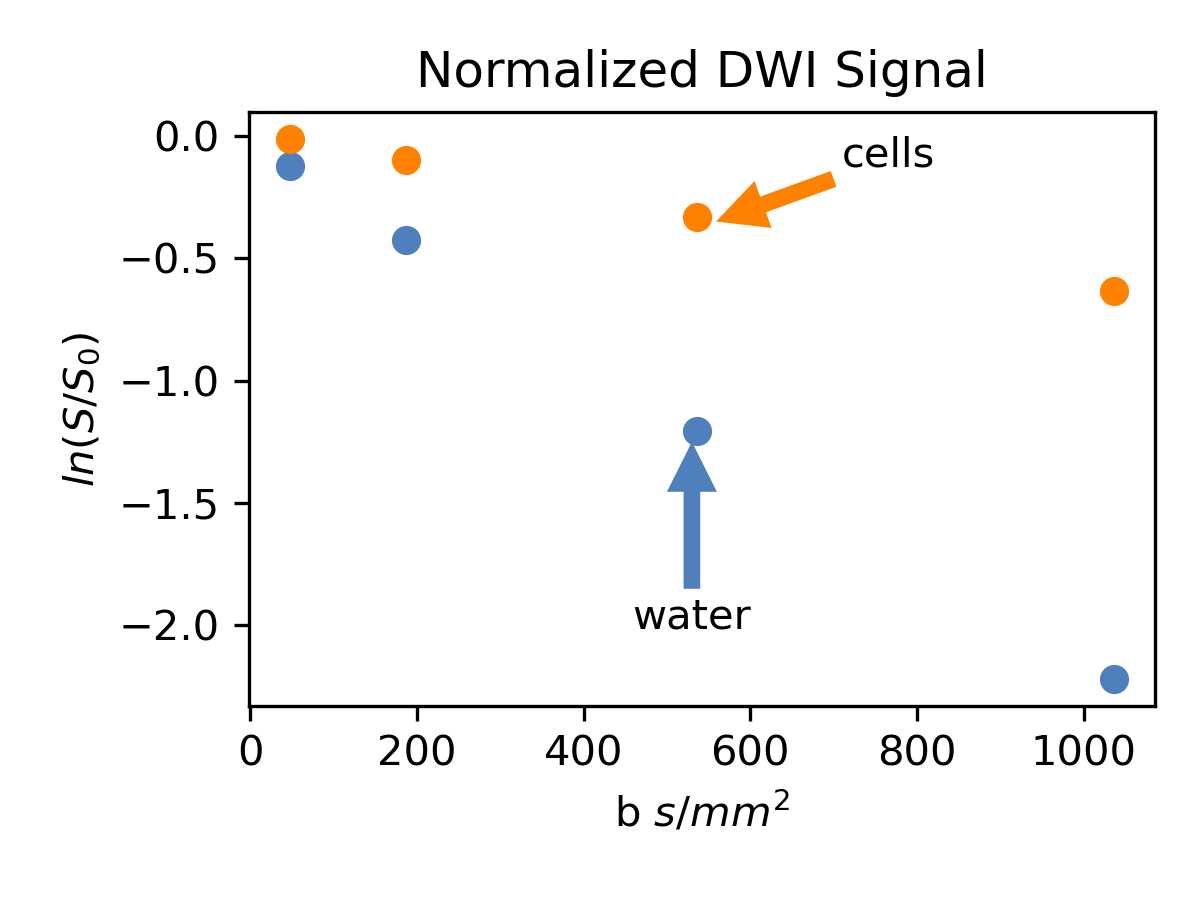 Normalized DWI Signal
0.0
−0.5
−1.0
−1.5
−2.0
ln(S/S₀)
cells
water
0 200 400 600 800 1000
b s/mm²